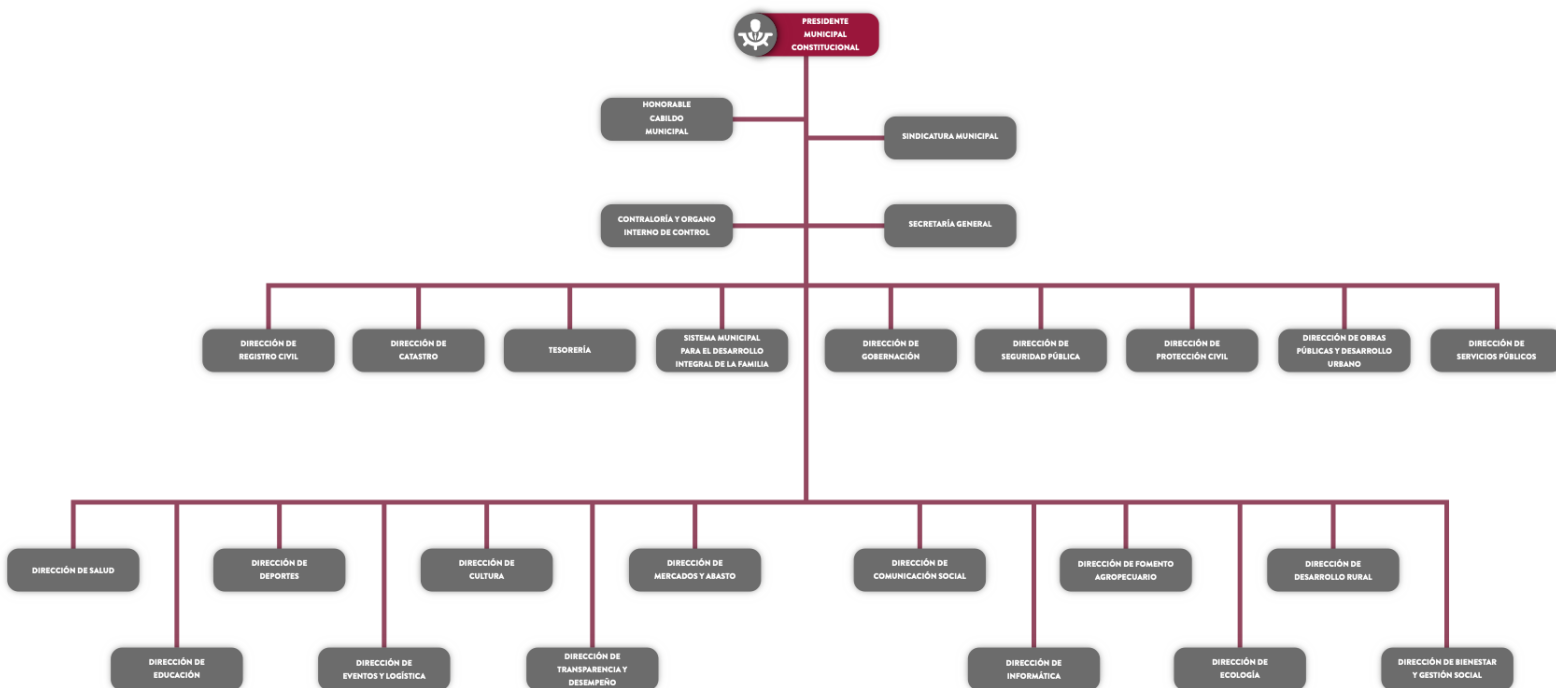 PRESIDENTE
MUNICIPAL
CONSTITUCIONAL
HONORABLE
CABILDO
MUNICIPAL
SINDICATURA MUNICIPAL
CONTRALORÍA Y ORGANO
INTERNO DE CONTROL
SECRETARÍA GENERAL
DIRECCIÓN DE
REGISTRO CIVIL
DIRECCIÓN DE
CATASTRO
TESORERÍA
SISTEMA MUNICIPAL
PARA EL DESARROLLO
INTEGRAL DE LA FAMILIA
DIRECCIÓN DE
GOBERNACIÓN
DIRECCIÓN DE
SEGURIDAD PÚBLICA
DIRECCIÓN DE
PROTECCIÓN CIVIL
DIRECCIÓN DE OBRAS
PÚBLICAS Y DESARROLLO
URBANO
DIRECCIÓN DE
SERVICIOS PÚBLICOS
DIRECCIÓN DE SALUD
DIRECCIÓN DE
DEPORTES
DIRECCIÓN DE
CULTURA
DIRECCIÓN DE
MERCADOS Y ABASTO
DIRECCIÓN DE
COMUNICACIÓN SOCIAL
DIRECCIÓN DE FOMENTO
AGROPECUARIO
DIRECCIÓN DE
DESARROLLO RURAL
DIRECCIÓN DE
EDUCACIÓN
DIRECCIÓN DE
EVENTOS Y LOGÍSTICA
DIRECCIÓN DE
TRANSPARENCIA Y
DESEMPEÑO
DIRECCIÓN DE
INFORMÁTICA
DIRECCIÓN DE
ECOLOGÍA
DIRECCIÓN DE BIENESTAR
Y GESTIÓN SOCIAL